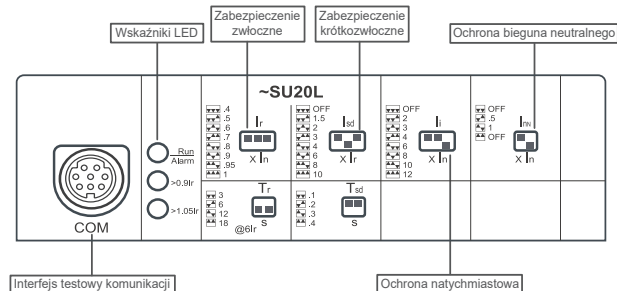 Wskaźniki LED
Zabezpieczenie
zwłoczne
Zabezpieczenie
krótkozwłoczne
Ochrona bieguna neutralnego
~SU20L
Run
Alarm
>0.9Ir
>1.05Ir
COM
.4
.5
.6
.7
.8
.9
.95
1
Ir
x In
OFF
1.5
2
3
4
6
8
10
Isd
x Ir
OFF
2
3
4
6
8
10
12
Ii
x In
OFF
.5
1
OFF
INN
x In
3
6
12
18
Tr
s
@6Ir
.1
.2
.3
.4
Tsd
s
Interfejs testowy komunikacji
Ochrona natychmiastowa